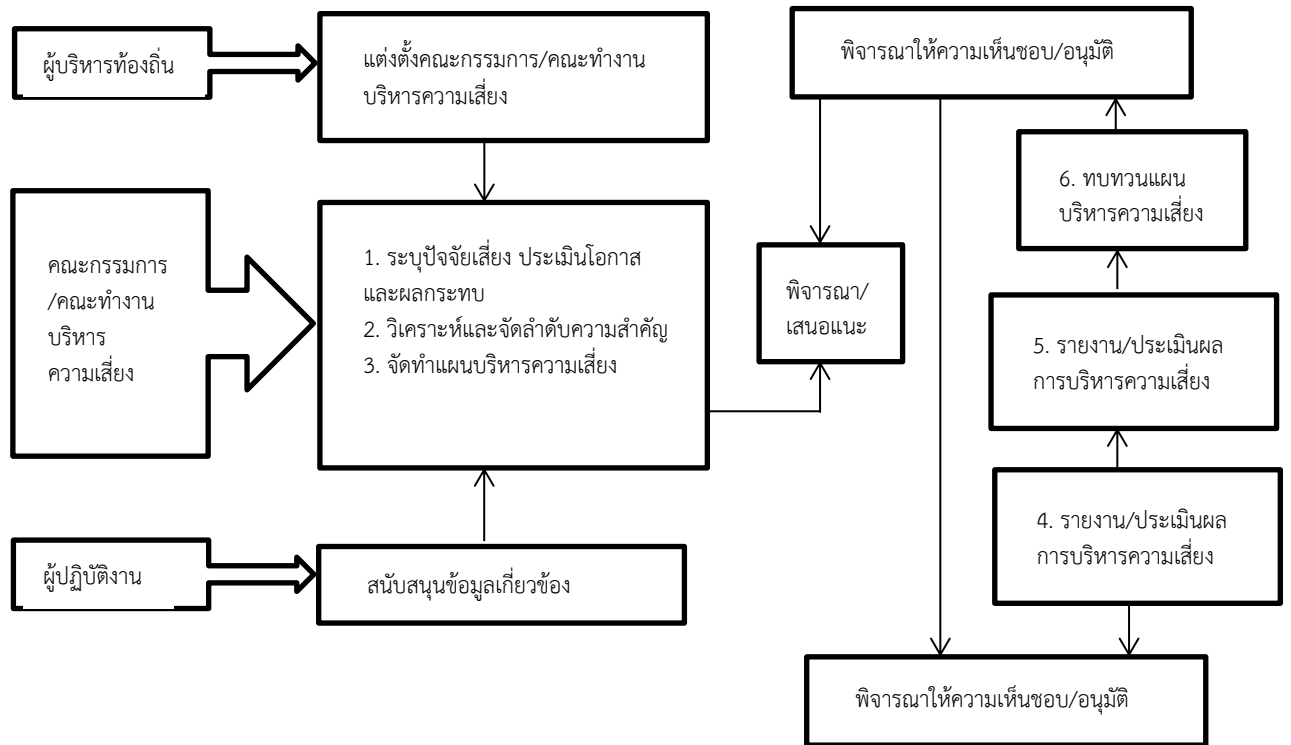 ผู้บริหารท้องถิ่น
แต่งตั้งคณะกรรมการ/คณะทำงาน
บริหารความเสี่ยง
พิจารณาให้ความเห็นชอบ/อนุมัติ
6. ทบทวนแผน
บริหารความเสี่ยง
คณะกรรมการ
/คณะทำงาน
บริหาร
ความเสี่ยง
1. ระบุปัจจัยเสี่ยง ประเมินโอกาส
และผลกระทบ
2. วิเคราะห์และจัดลำดับความสำคัญ
3. จัดทำแผนบริหารความเสี่ยง
พิจารณา/
เสนอแนะ
5. รายงาน/ประเมินผล
การบริหารความเสี่ยง
4. รายงาน/ประเมินผล
การบริหารความเสี่ยง
ผู้ปฏิบัติงาน
สนับสนุนข้อมูลเกี่ยวข้อง
พิจารณาให้ความเห็นชอบ/อนุมัติ